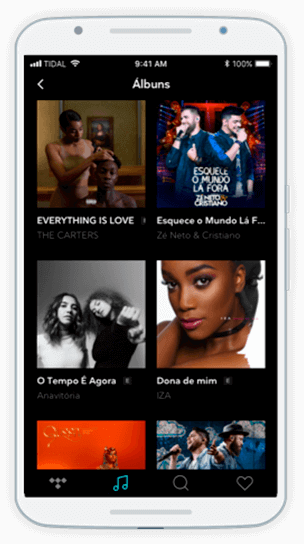 TIDAL
9:41 AM
100%
Álbuns
ESQUECE
O MUNDO
LÁ FORA
ZÉ NETO &
CRISTIANO
EVERYTHING IS LOVE E
THE CARTERS
Esquece o Mundo Lá F...
Zé Neto & Cristiano
O Tempo É Agora E
Anavitória
Dona de mim E
IZA
Queen